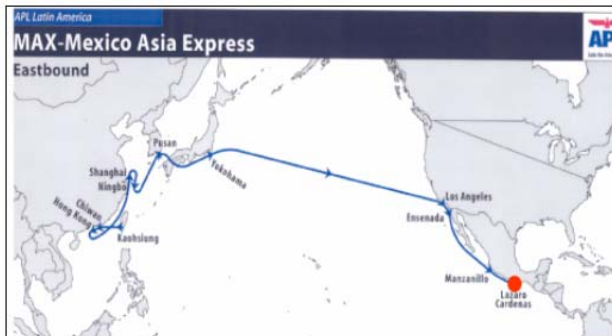 APL Latin America
MAX-Mexico Asia Express
APL
Eastbound
Pusan
Shanghai
Ningbo
Yokohama
Chiwan
Hong Kong
Kaohsiung
Los Angeles
Ensenada
Manzanillo
Lazaro
Cardenas